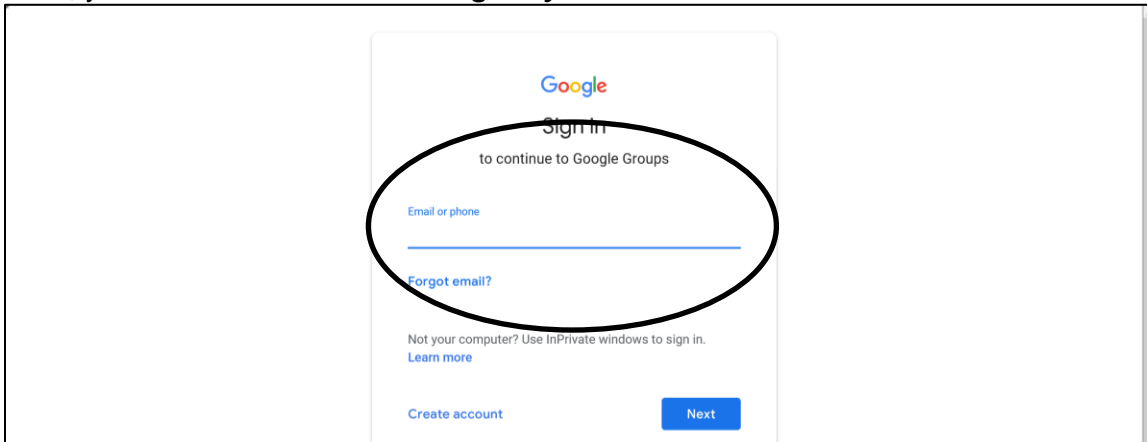 Google
Sign in
to continue to Google Groups
Email or phone
Forgot email?
Not your computer? Use InPrivate windows to sign in.
Learn more
Create account
Next